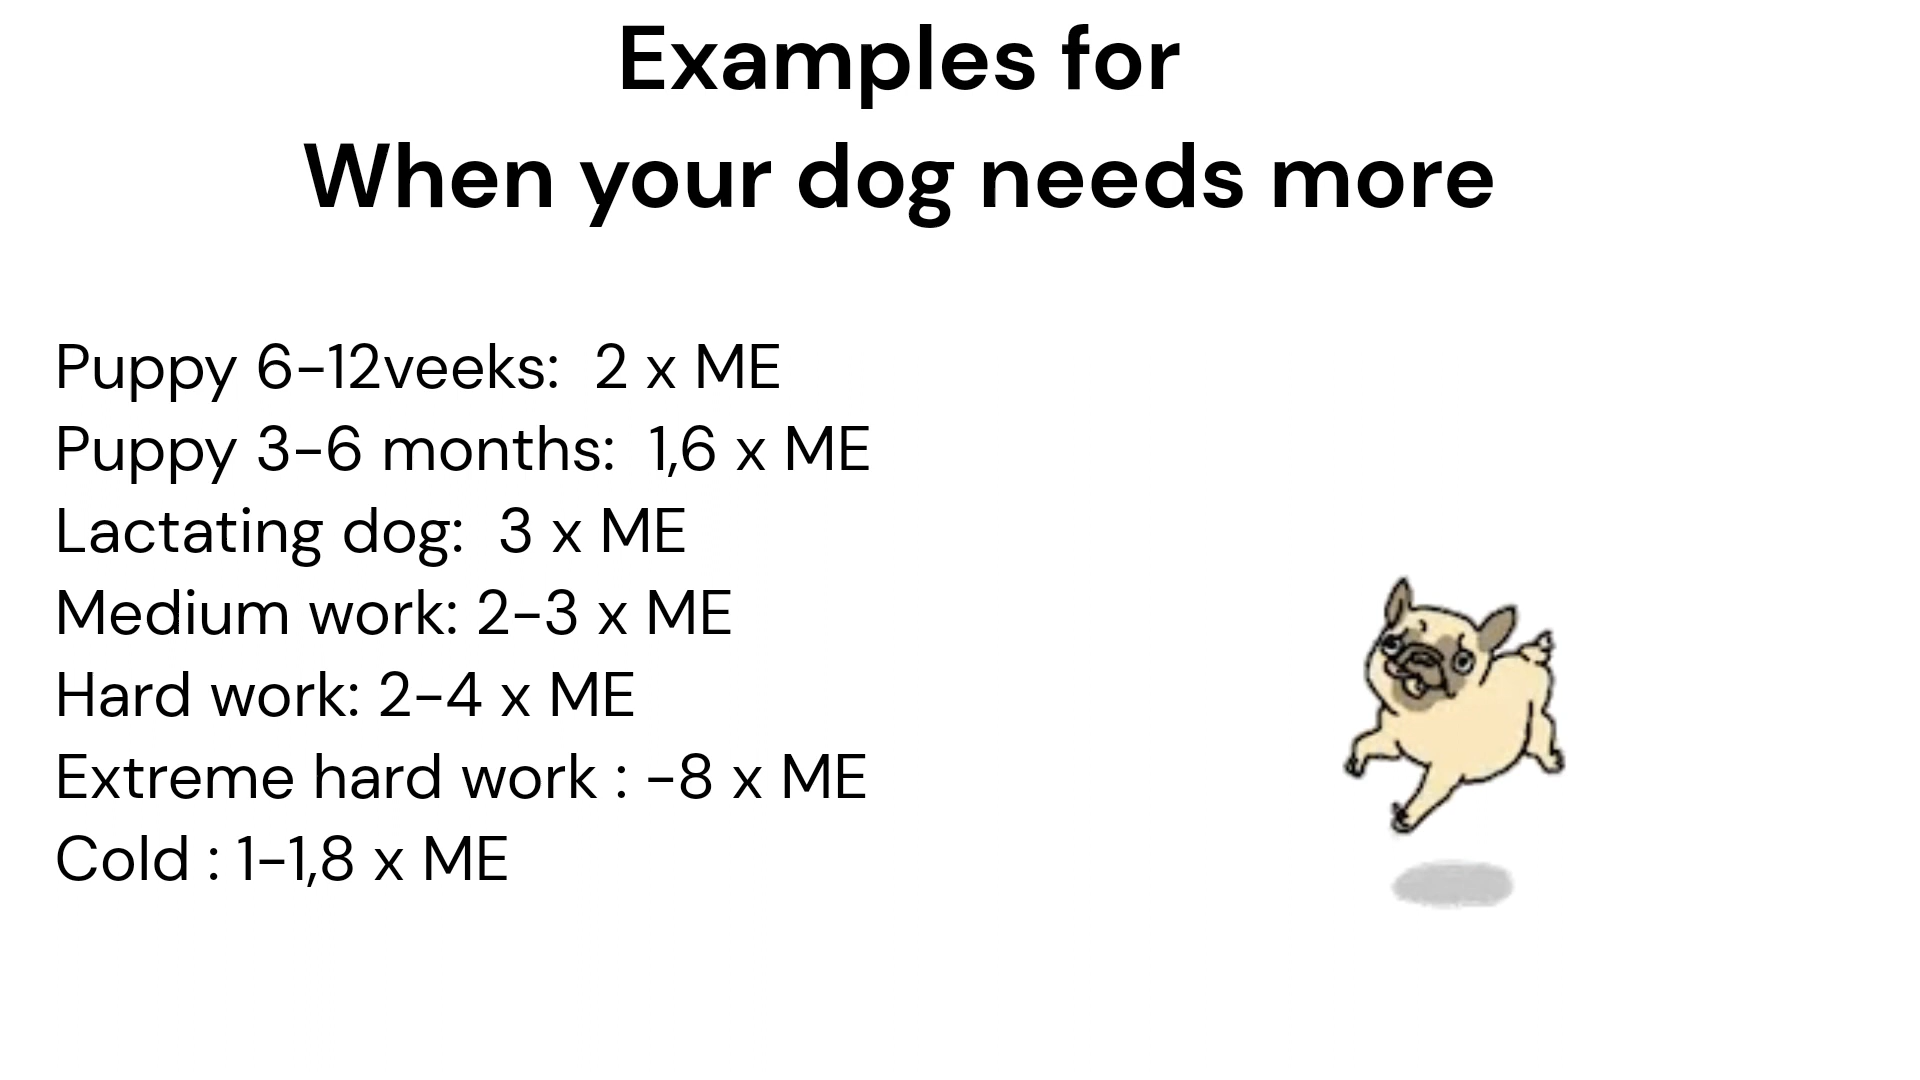 Examples for
When your dog needs more
Puppy 6-12veeks:  2 x ME
Puppy 3-6 months:  1,6 x ME
Lactating dog:  3 x ME
Medium work: 2-3 x ME
Hard work: 2-4 x ME
Extreme hard work : -8 x ME
Cold : 1-1,8 x ME